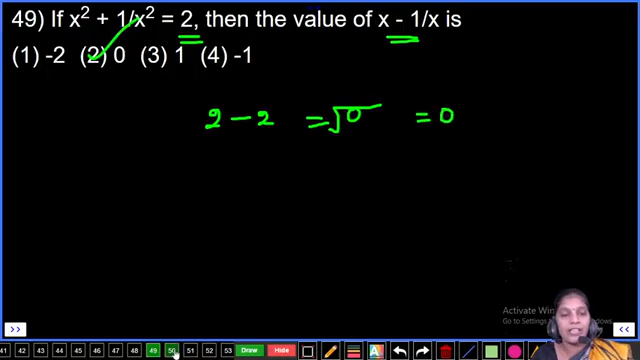 49) If x² + 1/x² = 2, then the value of x - 1/x is
(1) -2 (2) 0 (3) 1 (4) -1
2 - 2 = √0 = 0
Activate Window
Go to Settings to activate Windows.
>> 41 42 43 44 45 46 47 48 49 50 51 52 53 Draw Hide A <<